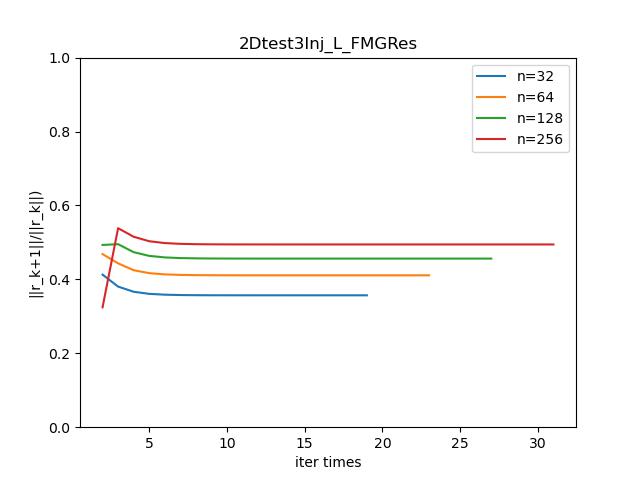 2Dtest3Inj_L_FMGRes
||r_k+1||/||r_k||)
1.0
0.8
0.6
0.4
0.2
0.0
n=32
n=64
n=128
n=256
5 10 15 20 25 30
iter times